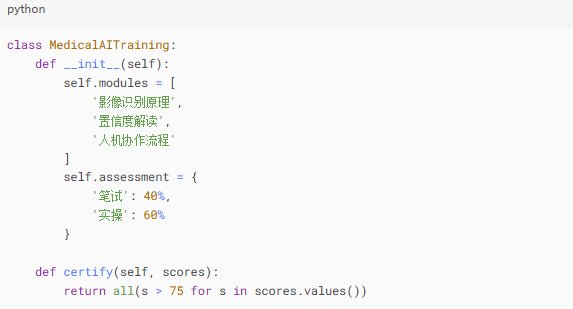 python
class MedicalAITraining:
    def __init__(self):
        self.modules = [
            '影像识别原理',
            '置信度解读',
            '人机协作流程'
        ]
        self.assessment = {
            '笔试': 40%,
            '实操': 60%
        }
    def certify(self, scores):
        return all(s > 75 for s in scores.values())